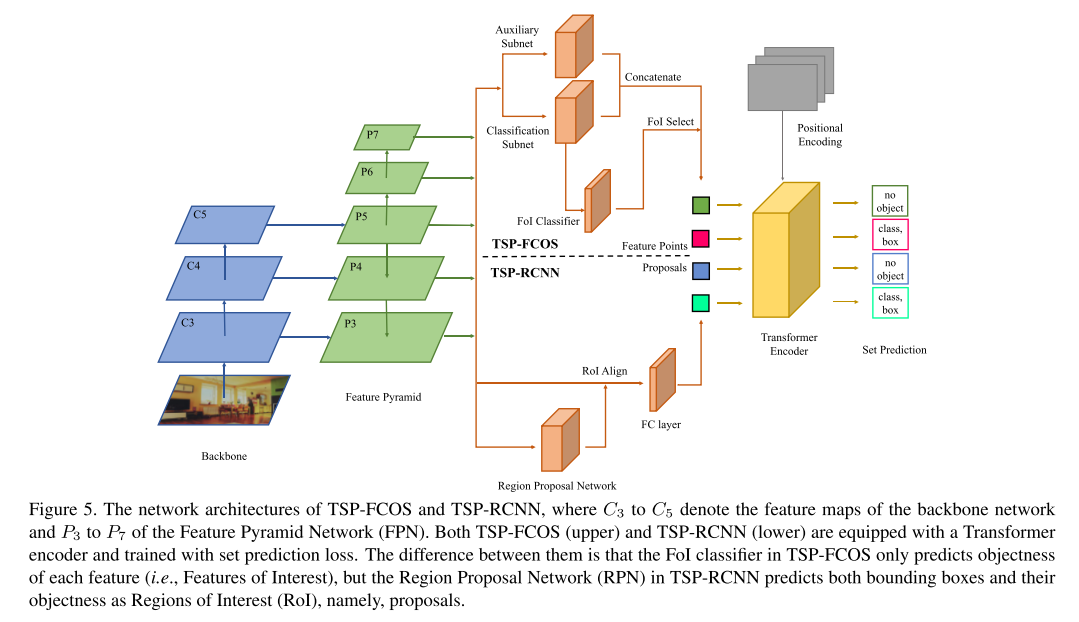 Auxiliary
Subnet
Concatenate
P7
Classification
Subnet
FoI Select
Positional
Encoding
P6
C5
P5
FoI Classifier
no
object
TSP-FCOS
Feature Points
class,
box
C4
P4
TSP-RCNN
Proposals
no
object
class,
box
C3
P3
Transformer
Encoder
Set Prediction
RoI Align
Feature Pyramid
FC layer
Backbone
Region Proposal Network
Figure 5. The network architectures of TSP-FCOS and TSP-RCNN, where C3 to C5 denote the feature maps of the backbone network
and P3 to P7 of the Feature Pyramid Network (FPN). Both TSP-FCOS (upper) and TSP-RCNN (lower) are equipped with a Transformer
encoder and trained with set prediction loss. The difference between them is that the FoI classifier in TSP-FCOS only predicts objectness
of each feature (i.e., Features of Interest), but the Region Proposal Network (RPN) in TSP-RCNN predicts both bounding boxes and their
objectness as Regions of Interest (RoI), namely, proposals.